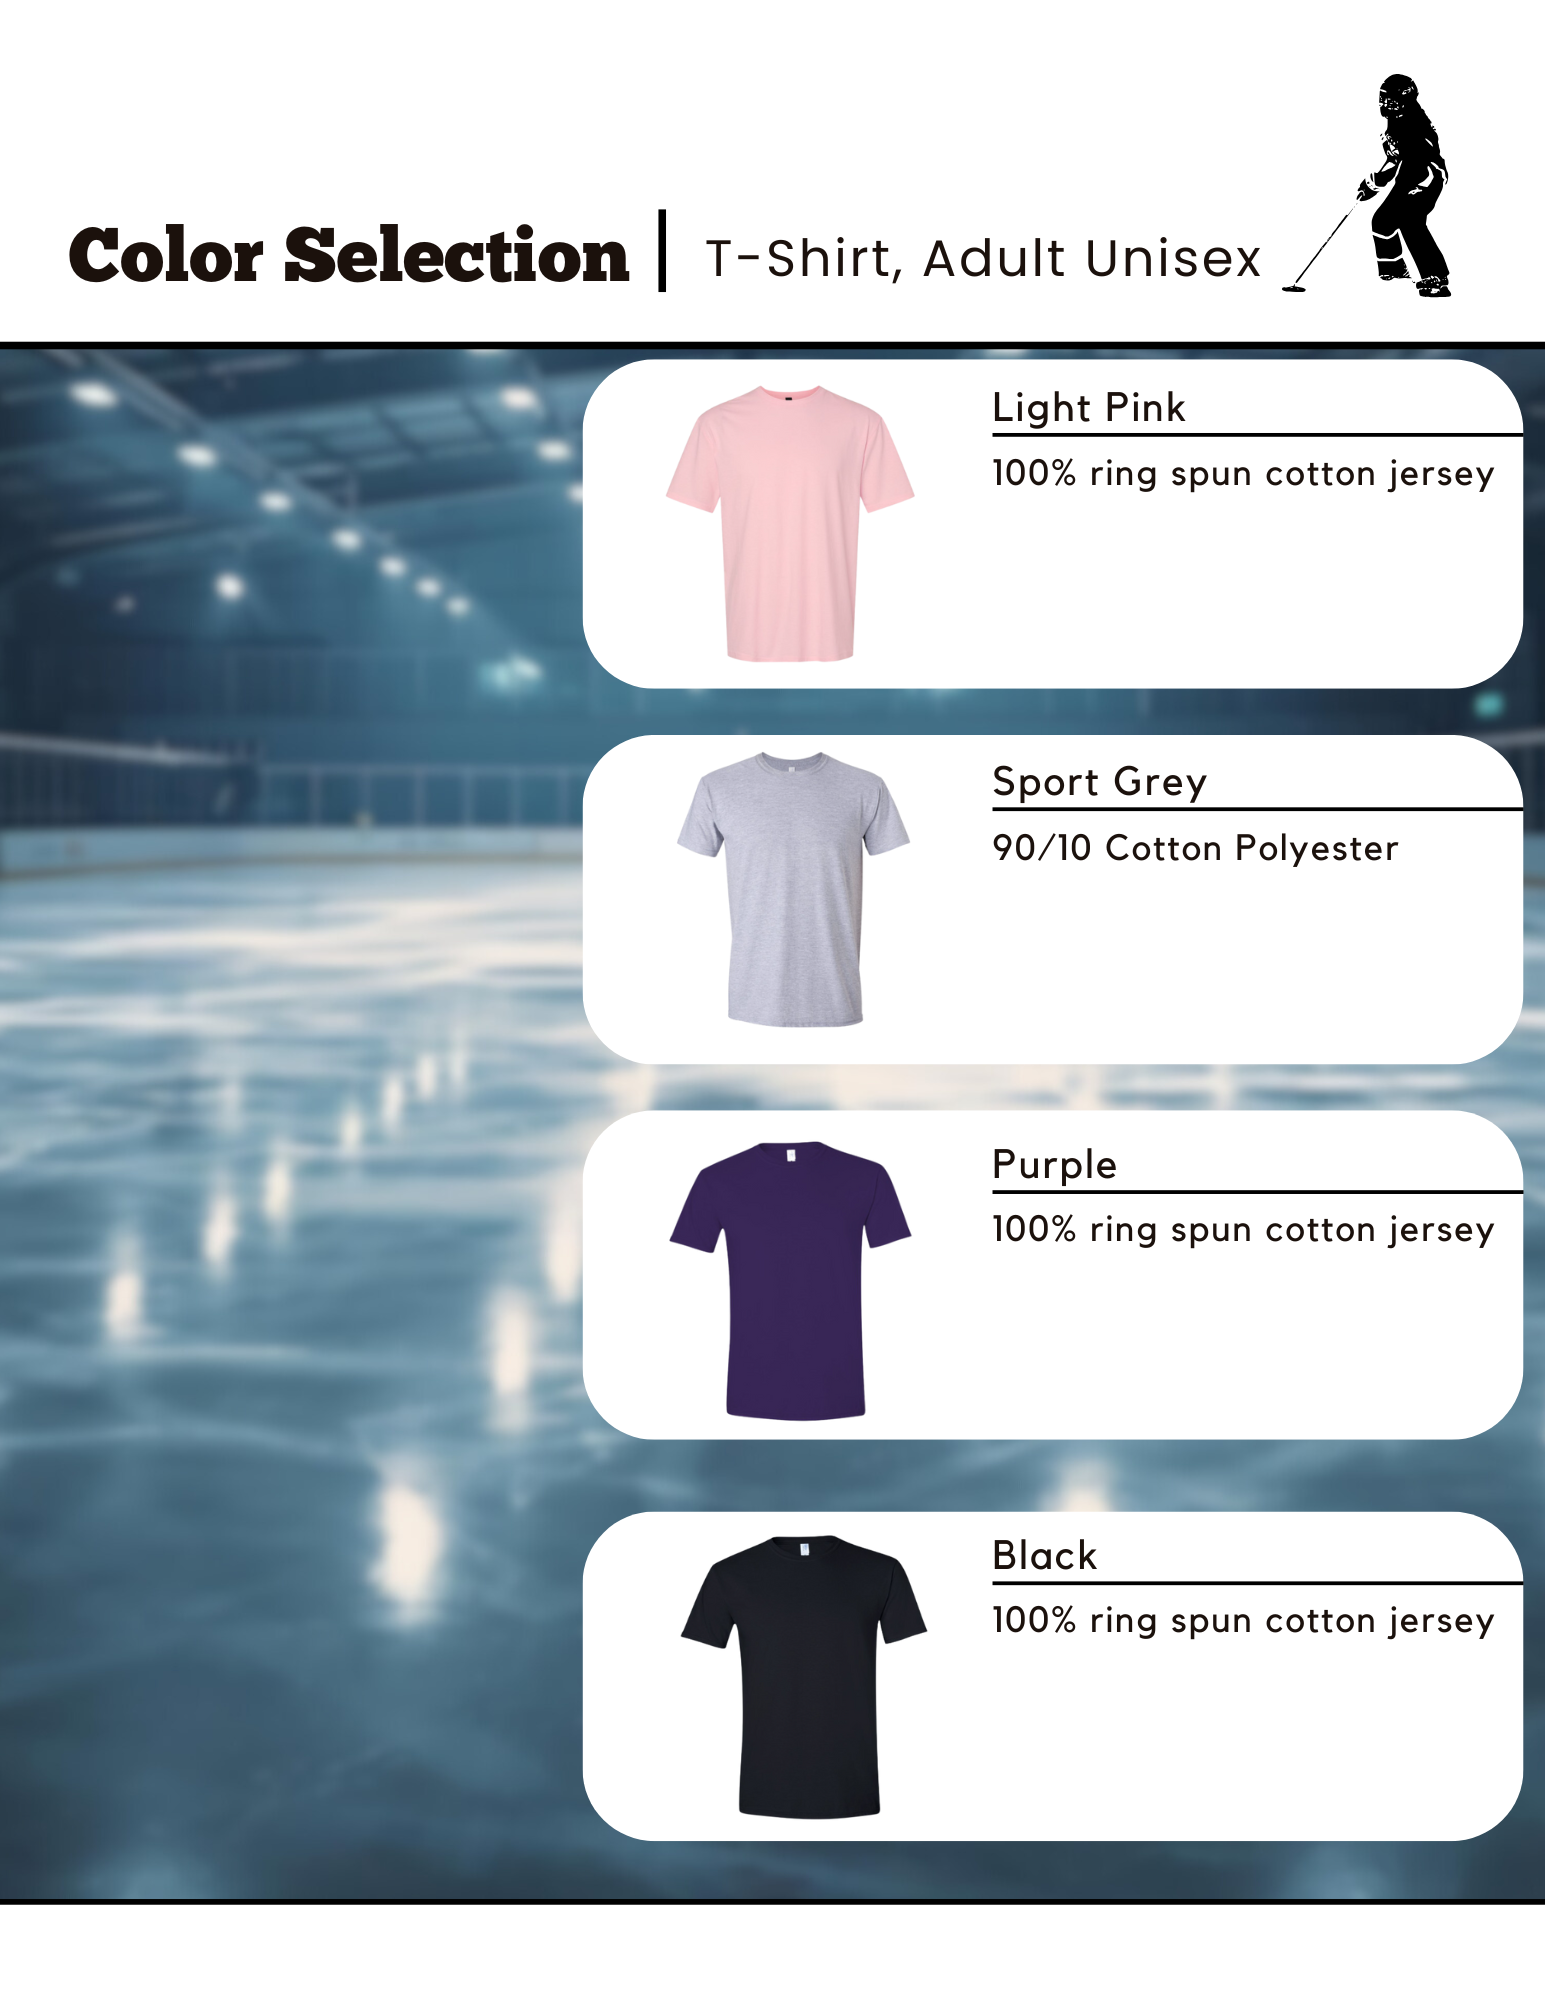 Color Selection
T-Shirt, Adult Unisex
Light Pink
100% ring spun cotton jersey
Sport Grey
90/10 Cotton Polyester
Purple
100% ring spun cotton jersey
Black
100% ring spun cotton jersey